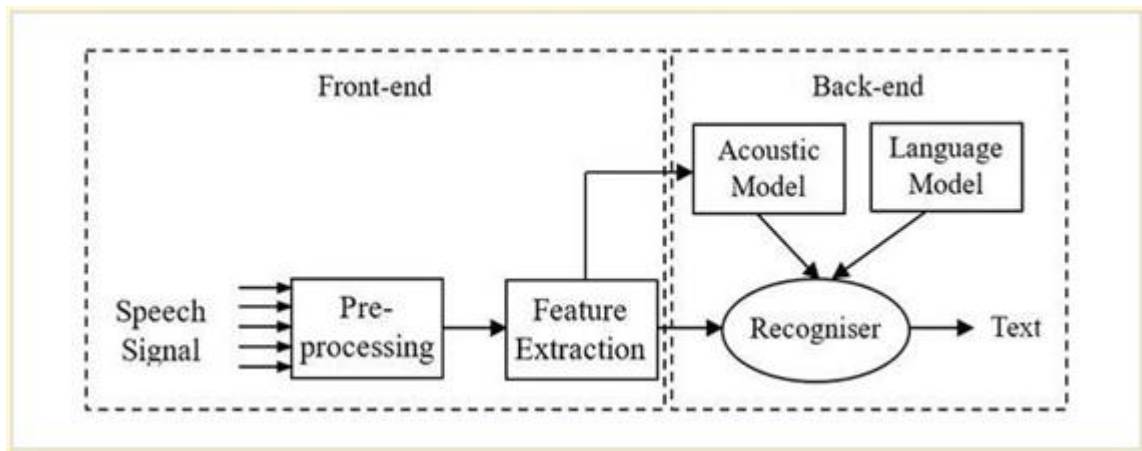 Front-end
Back-end
Acoustic
Model
Language
Model
Speech
Signal
Pre-
processing
Feature
Extraction
Recogniser
Text